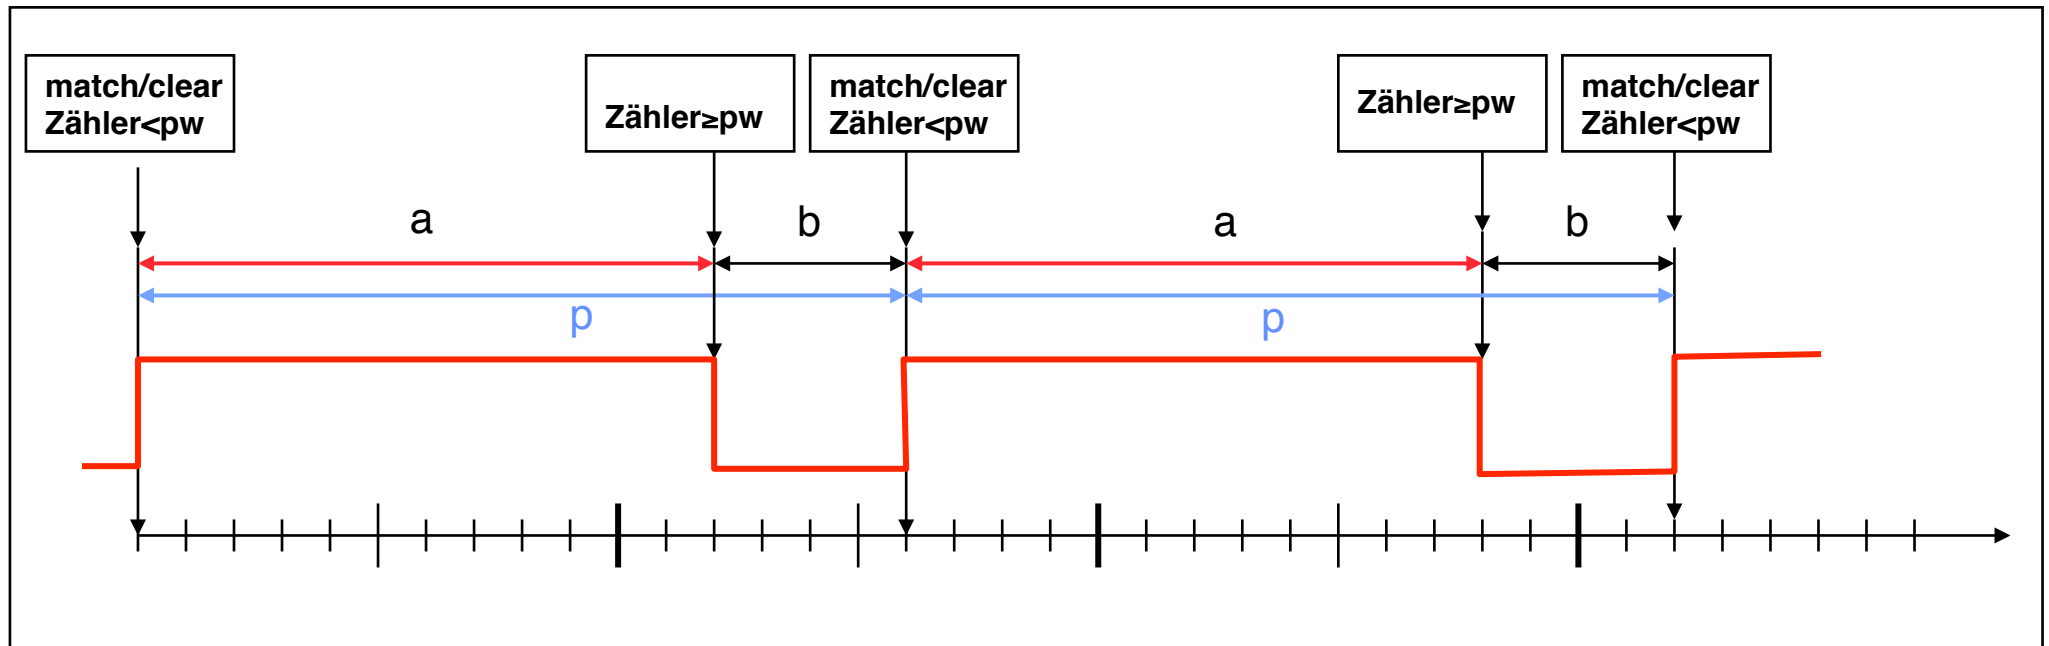 match/clear
Zähler<pw
Zähler≥pw
match/clear
Zähler<pw
Zähler≥pw
match/clear
Zähler<pw
a
b
a
b
p
p